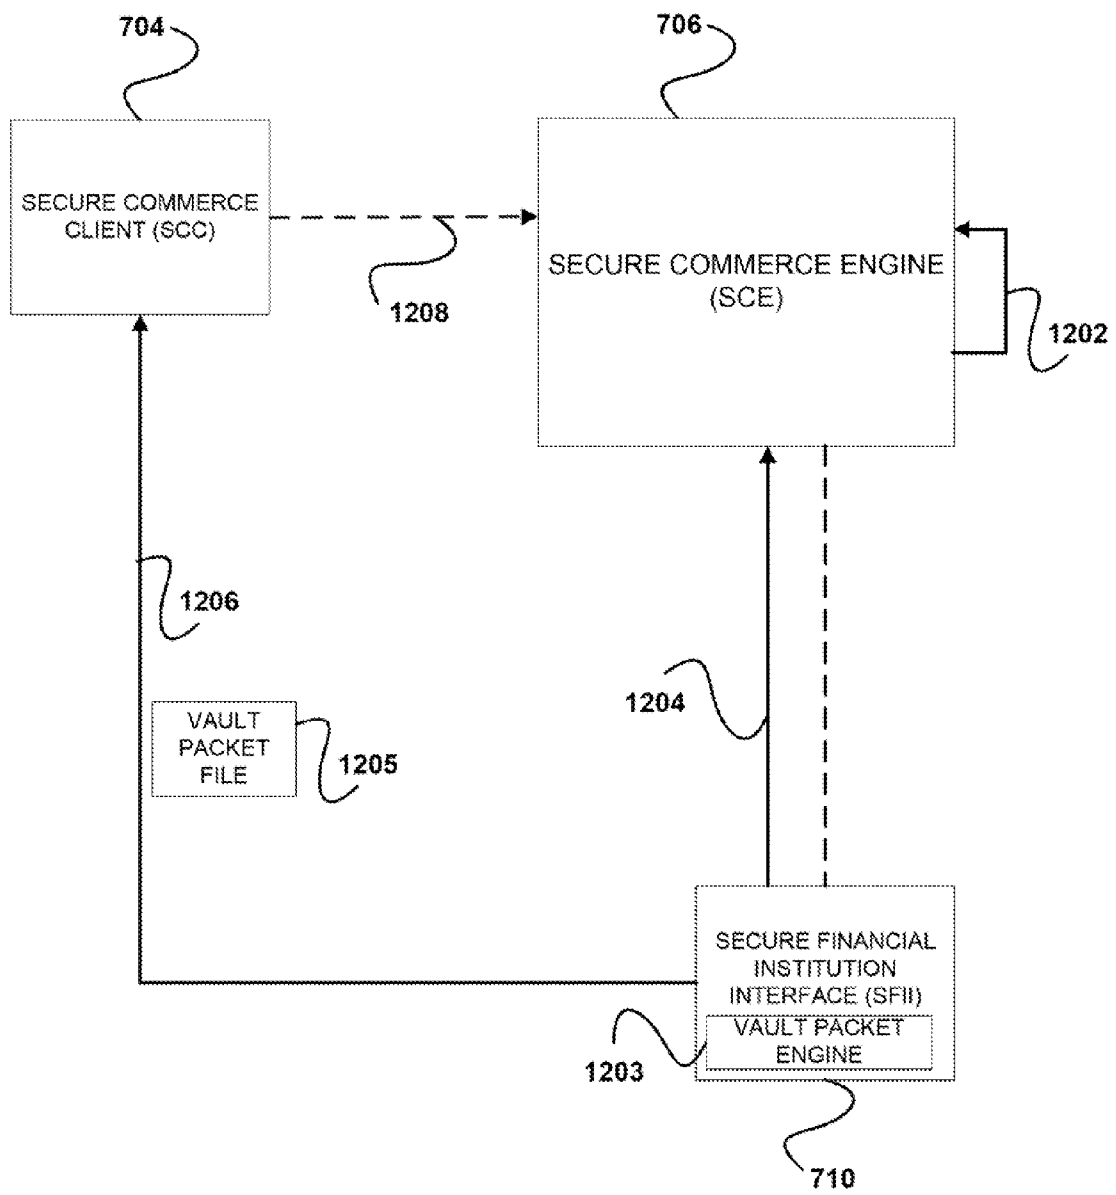 704
706
SECURE COMMERCE
CLIENT (SCC)
SECURE COMMERCE ENGINE
(SCE)
1208
1202
1206
1204
VAULT
PACKET
FILE
1205
SECURE FINANCIAL
INSTITUTION
INTERFACE (SFII)
VAULT PACKET
ENGINE
1203
710